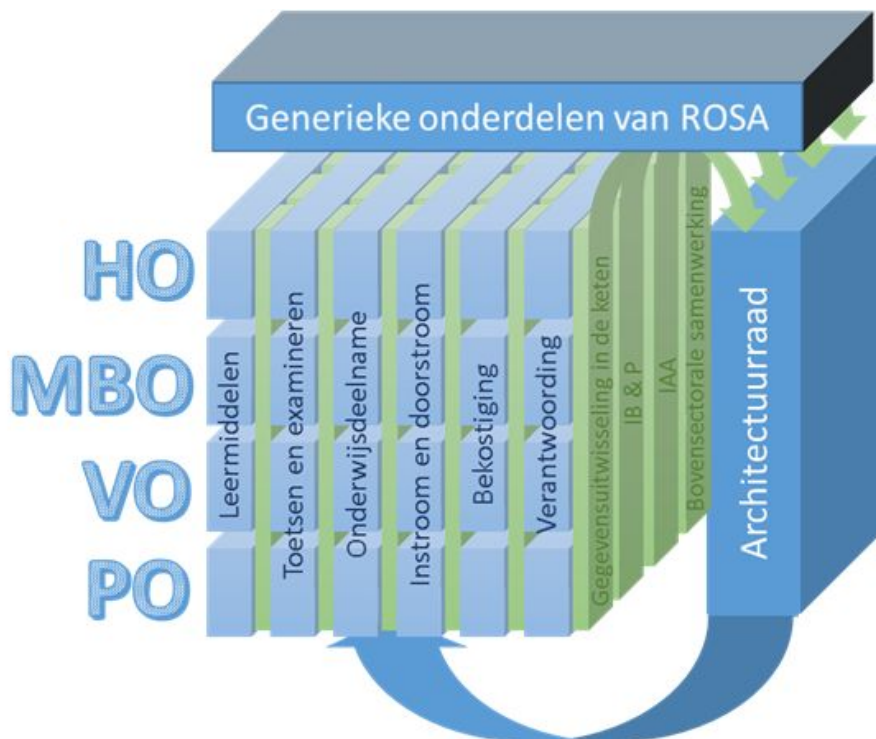 Generieke onderdelen van ROSA
HO
MBO
VO
PO
Leermiddelen
Toetsen en examineren
Onderwijsdeelname
Instroom en doorstroom
Bekostiging
Verantwoording
Gegevensuitwisseling in de keten
IB & P
IAA
Bovensectorale samenwerking
Architectuurraad